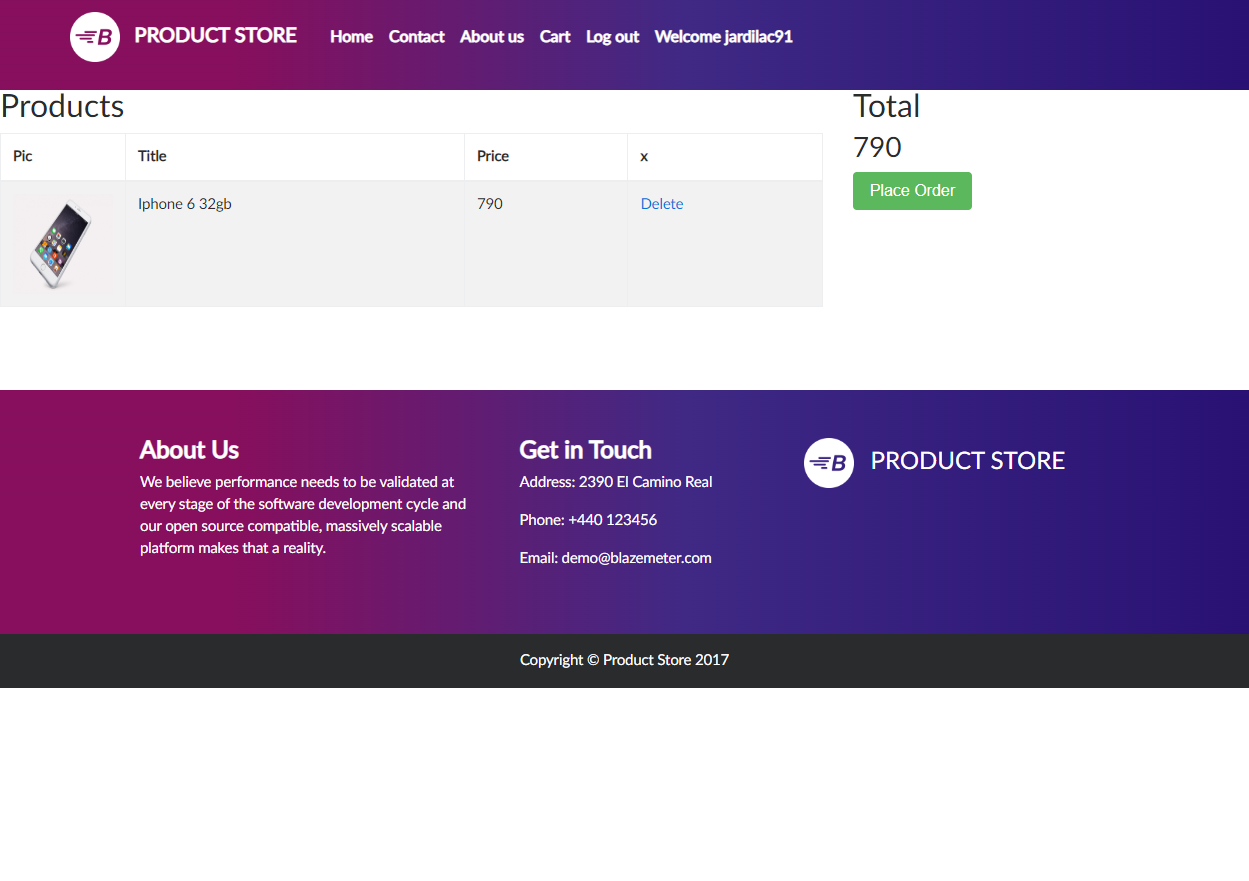 B PRODUCT STORE Home Contact About us Cart Log out Welcome jardilac91
Products
Pic Title Price x
Iphone 6 32gb 790 Delete
Total
790
Place Order
About Us
We believe performance needs to be validated at
every stage of the software development cycle and
our open source compatible, massively scalable
platform makes that a reality.
Get in Touch
Address: 2390 El Camino Real
Phone: +440 123456
Email: demo@blazemeter.com
B PRODUCT STORE
Copyright © Product Store 2017